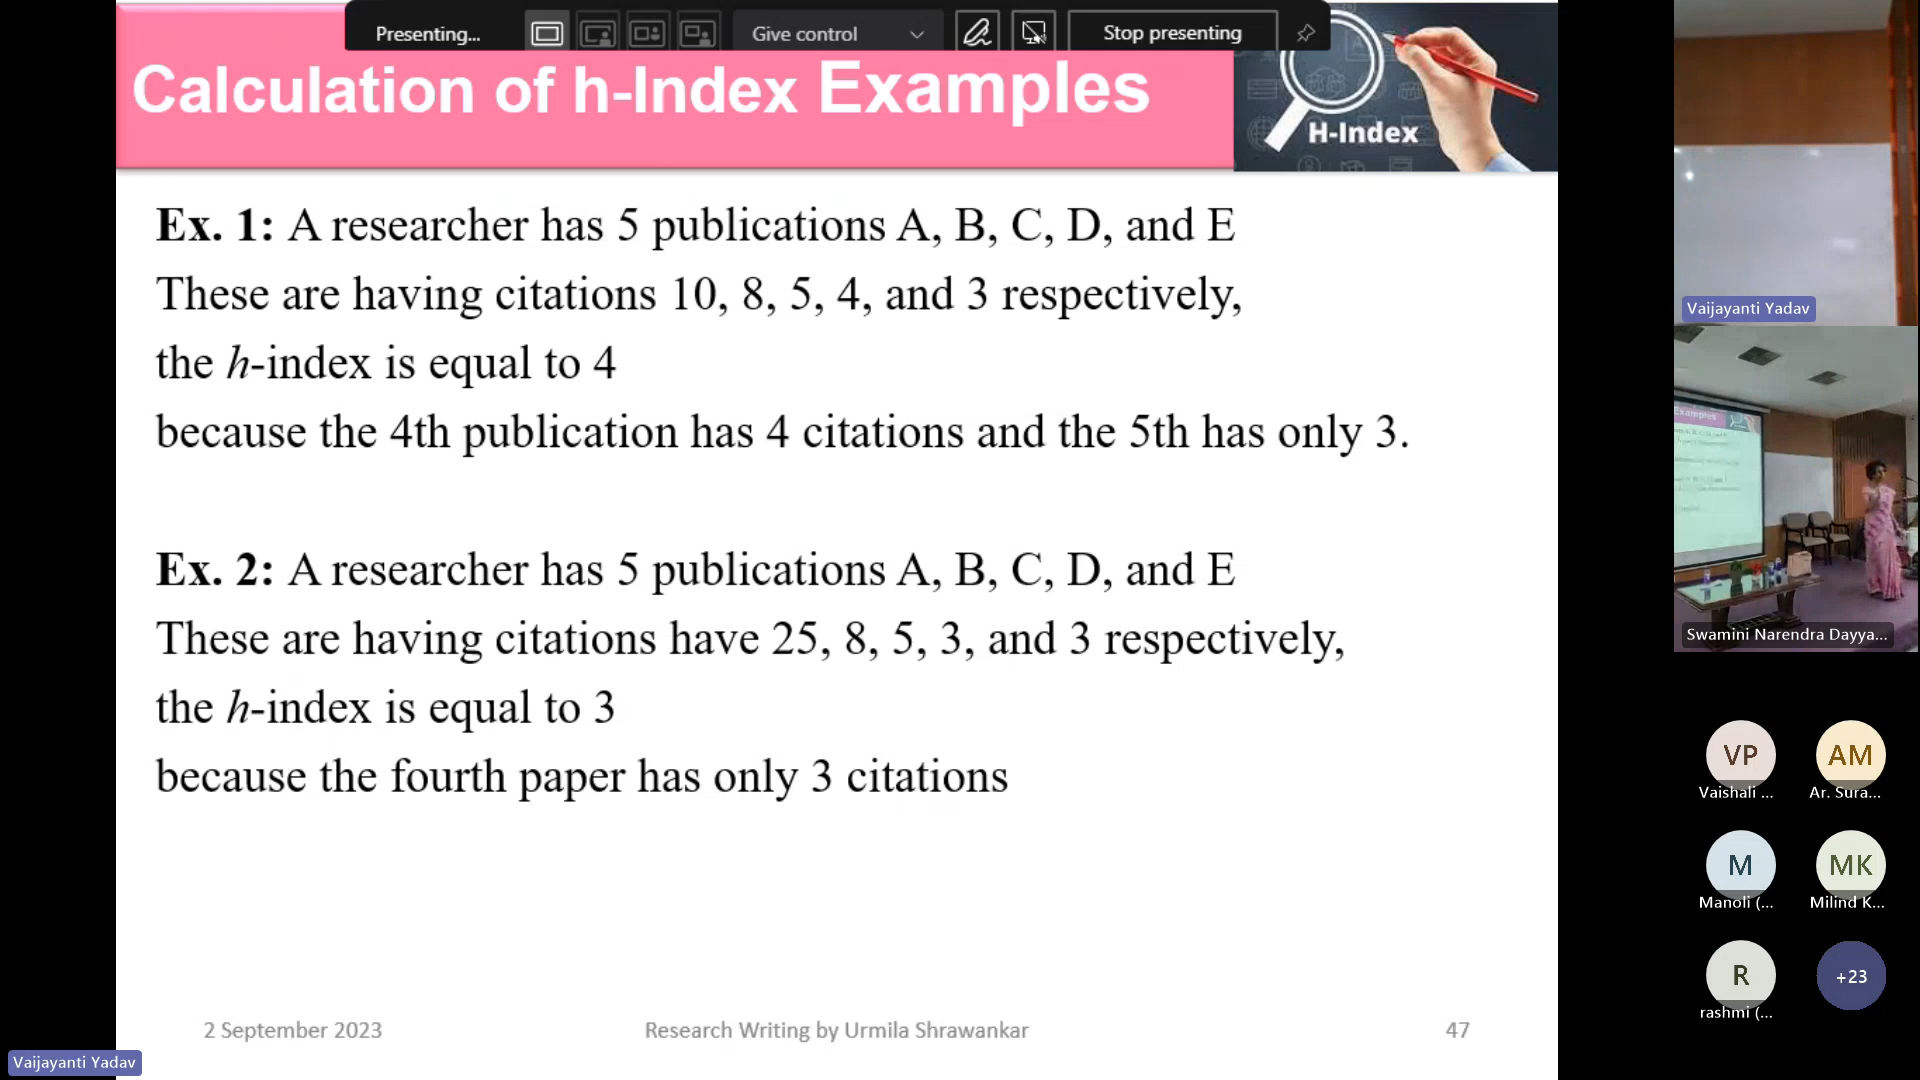 Presenting...
Give control
Stop presenting
Calculation of h-Index Examples
H-Index
Ex. 1: A researcher has 5 publications A, B, C, D, and E
These are having citations 10, 8, 5, 4, and 3 respectively,
the h-index is equal to 4
because the 4th publication has 4 citations and the 5th has only 3.
Ex. 2: A researcher has 5 publications A, B, C, D, and E
These are having citations have 25, 8, 5, 3, and 3 respectively,
the h-index is equal to 3
because the fourth paper has only 3 citations
2 September 2023
Research Writing by Urmila Shrawankar
47
Vaijayanti Yadav
Vaijayanti Yadav
Examples
Swamini Narendra Dayya...
VP
Vaishali ...
AM
Ar. Sura...
M
Manoli (...
MK
Milind K...
R
rashmi (...
+23